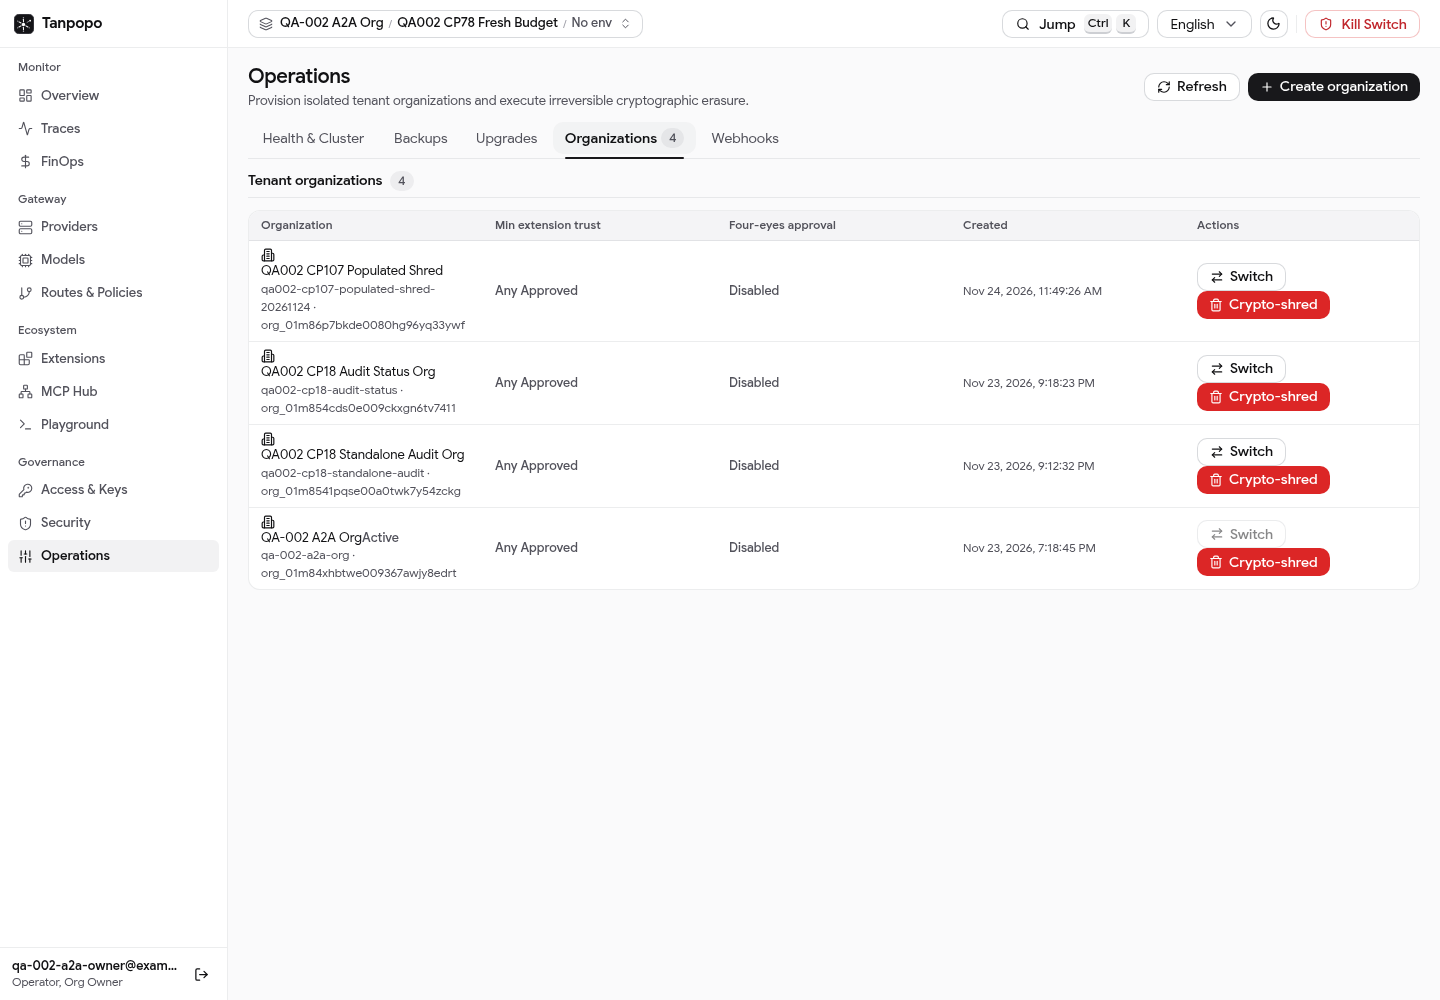 Tanpopo
QA-002 A2A Org / QA002 CP78 Fresh Budget / No env
Jump Ctrl K
English
Kill Switch
Monitor
Overview
Traces
FinOps
Gateway
Providers
Models
Routes & Policies
Ecosystem
Extensions
MCP Hub
Playground
Governance
Access & Keys
Security
Operations
qa-002-a2a-owner@exam...
Operator, Org Owner
Operations
Provision isolated tenant organizations and execute irreversible cryptographic erasure.
Refresh
Create organization
Health & Cluster Backups Upgrades Organizations 4 Webhooks
Tenant organizations 4
Organization Min extension trust Four-eyes approval Created Actions
QA002 CP107 Populated Shred
qa002-cp107-populated-shred-
20261124 ·
org_01m86p7bkde0080hg96yq33ywf
Any Approved
Disabled
Nov 24, 2026, 11:49:26 AM
Switch
Crypto-shred
QA002 CP18 Audit Status Org
qa002-cp18-audit-status ·
org_01m854cds0e009ckxgn6tv7411
Any Approved
Disabled
Nov 23, 2026, 9:18:23 PM
Switch
Crypto-shred
QA002 CP18 Standalone Audit Org
qa002-cp18-standalone-audit ·
org_01m8541pqse00a0twk7y54zckg
Any Approved
Disabled
Nov 23, 2026, 9:12:32 PM
Switch
Crypto-shred
QA-002 A2A OrgActive
qa-002-a2a-org ·
org_01m84xhbtwe009367awjy8edrt
Any Approved
Disabled
Nov 23, 2026, 7:18:45 PM
Switch
Crypto-shred